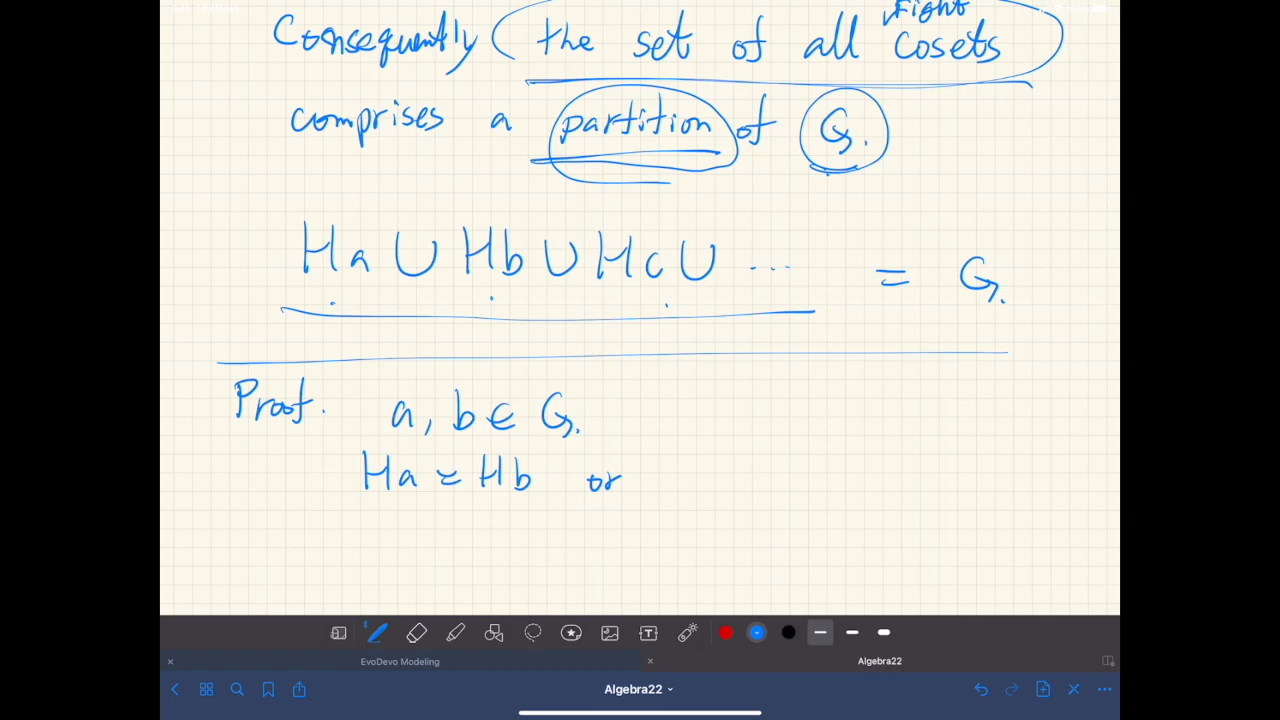 right
Consequently the set of all cosets
comprises a partition of G.
Ha ∪ Hb ∪ Hc ∪ ... = G.
Proof. a, b ∈ G.
Ha = Hb or
EvoDevo Modeling
Algebra22
Algebra22